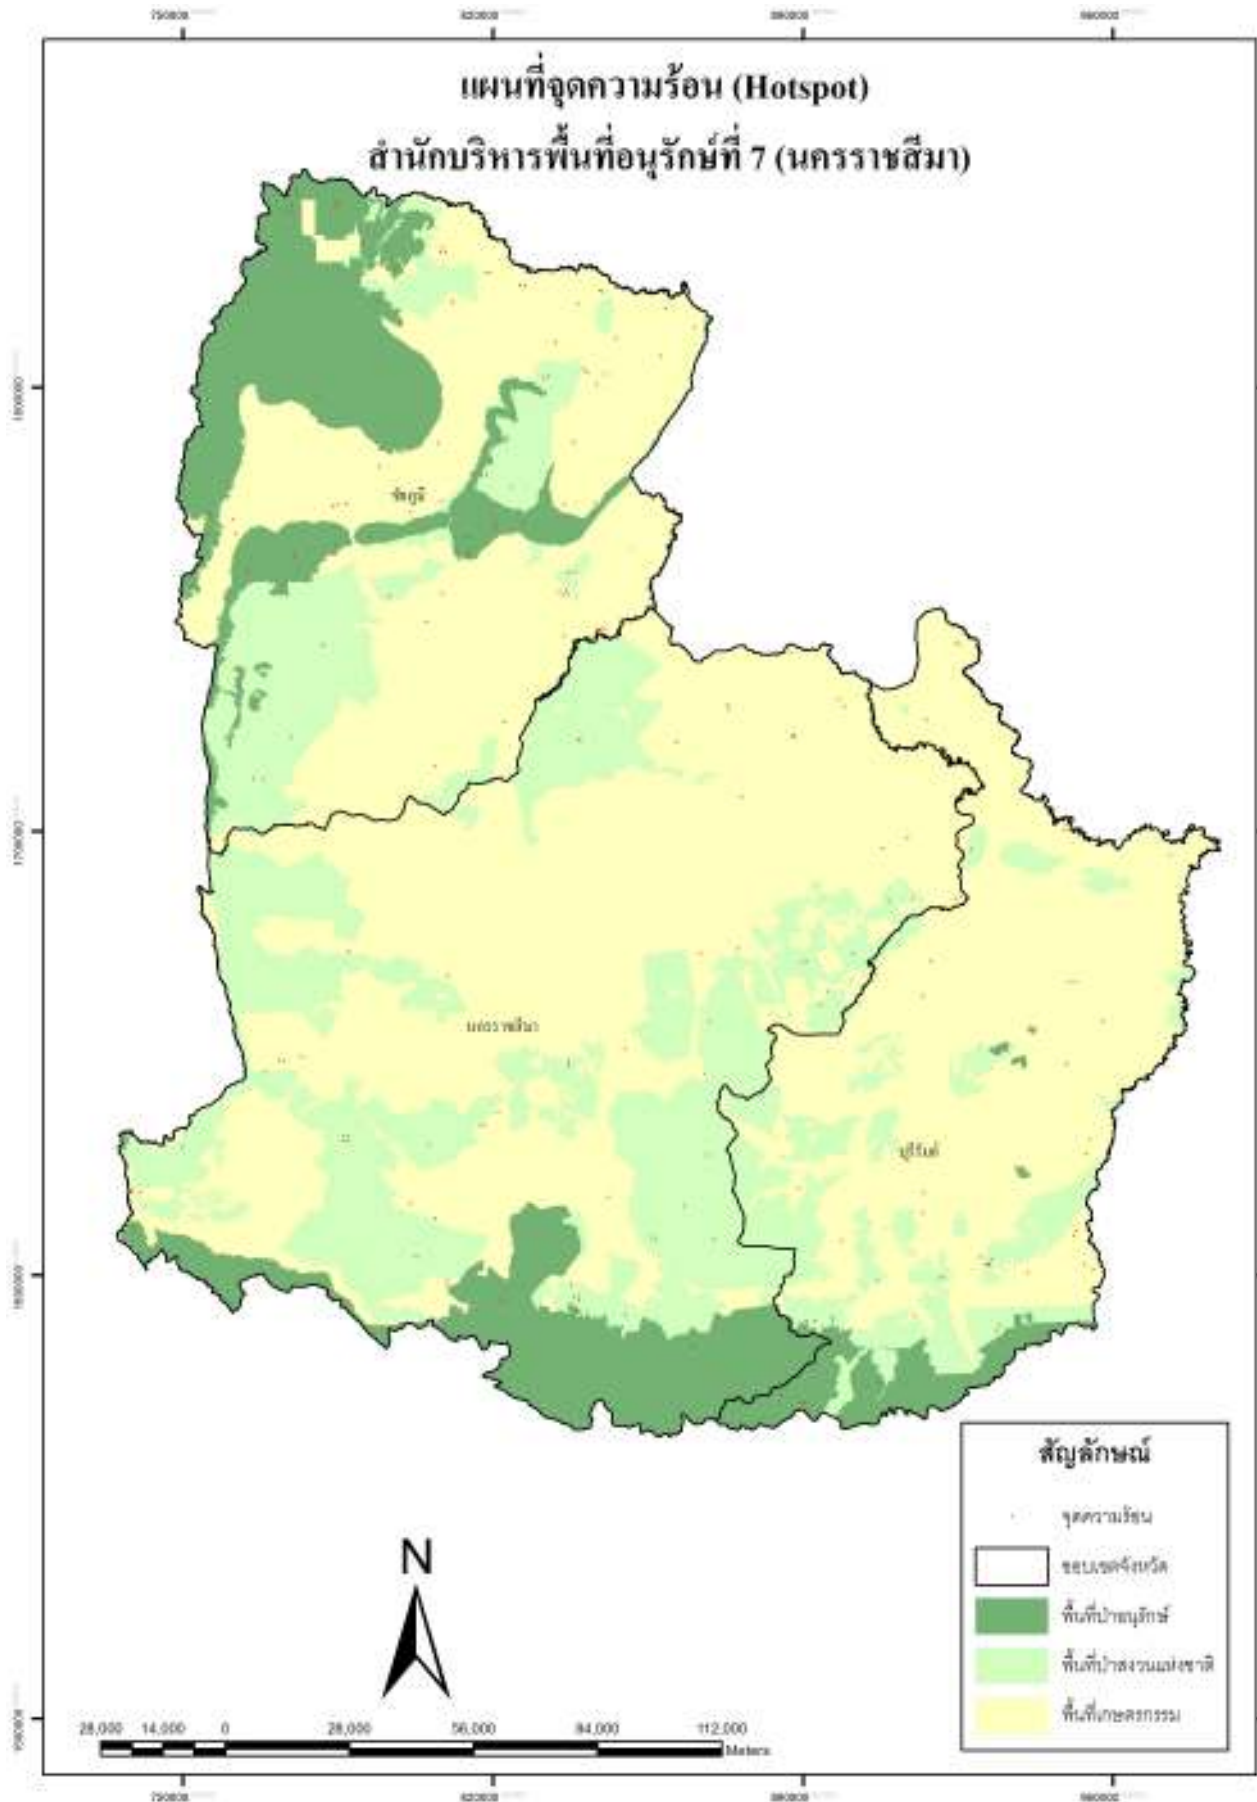 แผนที่จุดความร้อน (Hotspot)
สำนักบริหารพื้นที่อนุรักษ์ที่ 7 (นครราชสีมา)
ชัยภูมิ
นครราชสีมา
บุรีรัมย์
สัญลักษณ์
จุดความร้อน
ขอบเขตจังหวัด
พื้นที่ป่าอนุรักษ์
พื้นที่ป่าสงวนแห่งชาติ
พื้นที่เกษตรกรรม
N
28,000 14,000 0 28,000 56,000 84,000 112,000
Meters